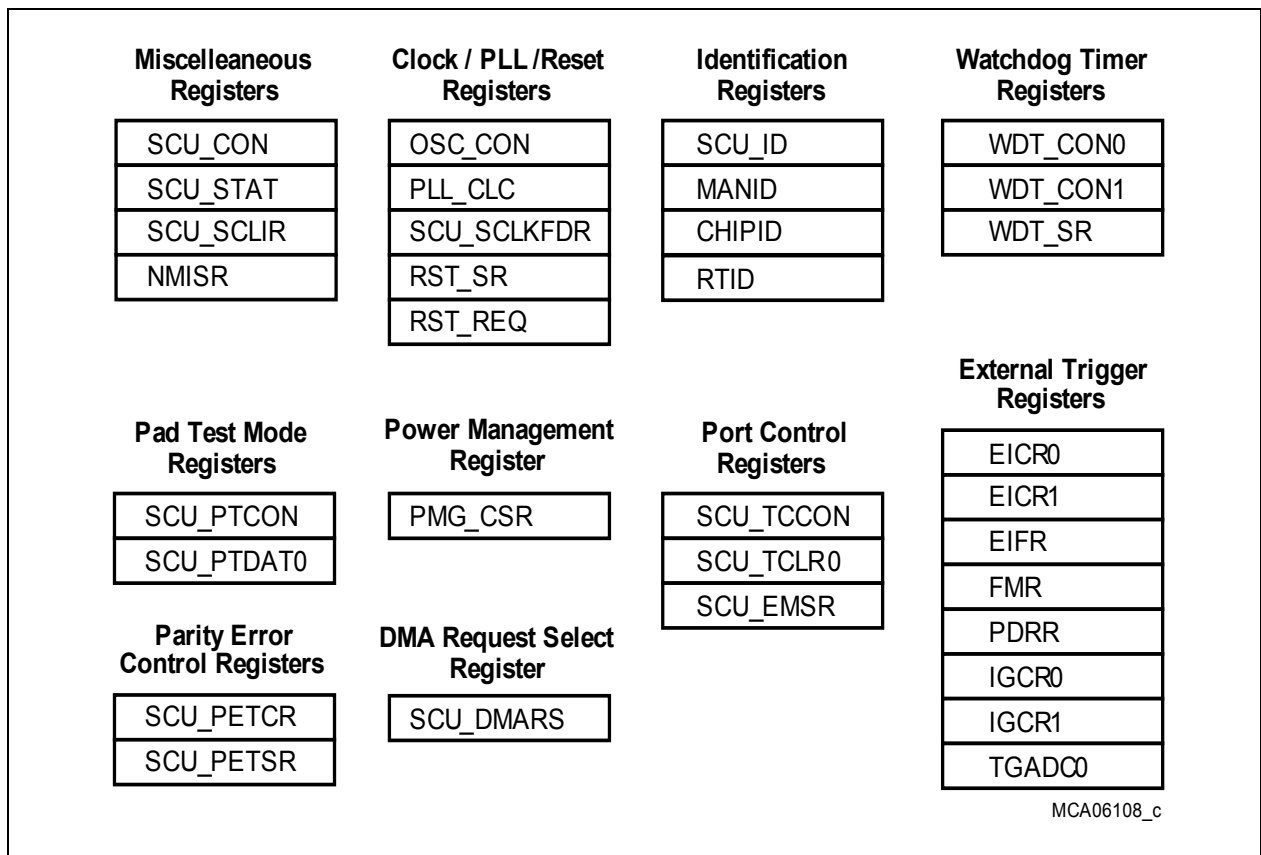 Miscelleaneous
Registers
SCU_CON
SCU_STAT
SCU_SCLIR
NMISR
Clock / PLL /Reset
Registers
OSC_CON
PLL_CLC
SCU_SCLKFDR
RST_SR
RST_REQ
Identification
Registers
SCU_ID
MANID
CHIPID
RTID
Watchdog Timer
Registers
WDT_CON0
WDT_CON1
WDT_SR
Pad Test Mode
Registers
SCU_PTCON
SCU_PTDAT0
Power Management
Register
PMG_CSR
Port Control
Registers
SCU_TCCON
SCU_TCLR0
SCU_EMSR
External Trigger
Registers
EICR0
EICR1
EIFR
FMR
PDRR
IGCR0
IGCR1
TGADC0
Parity Error
Control Registers
SCU_PETCR
SCU_PETSR
DMA Request Select
Register
SCU_DMARS
MCA06108_c